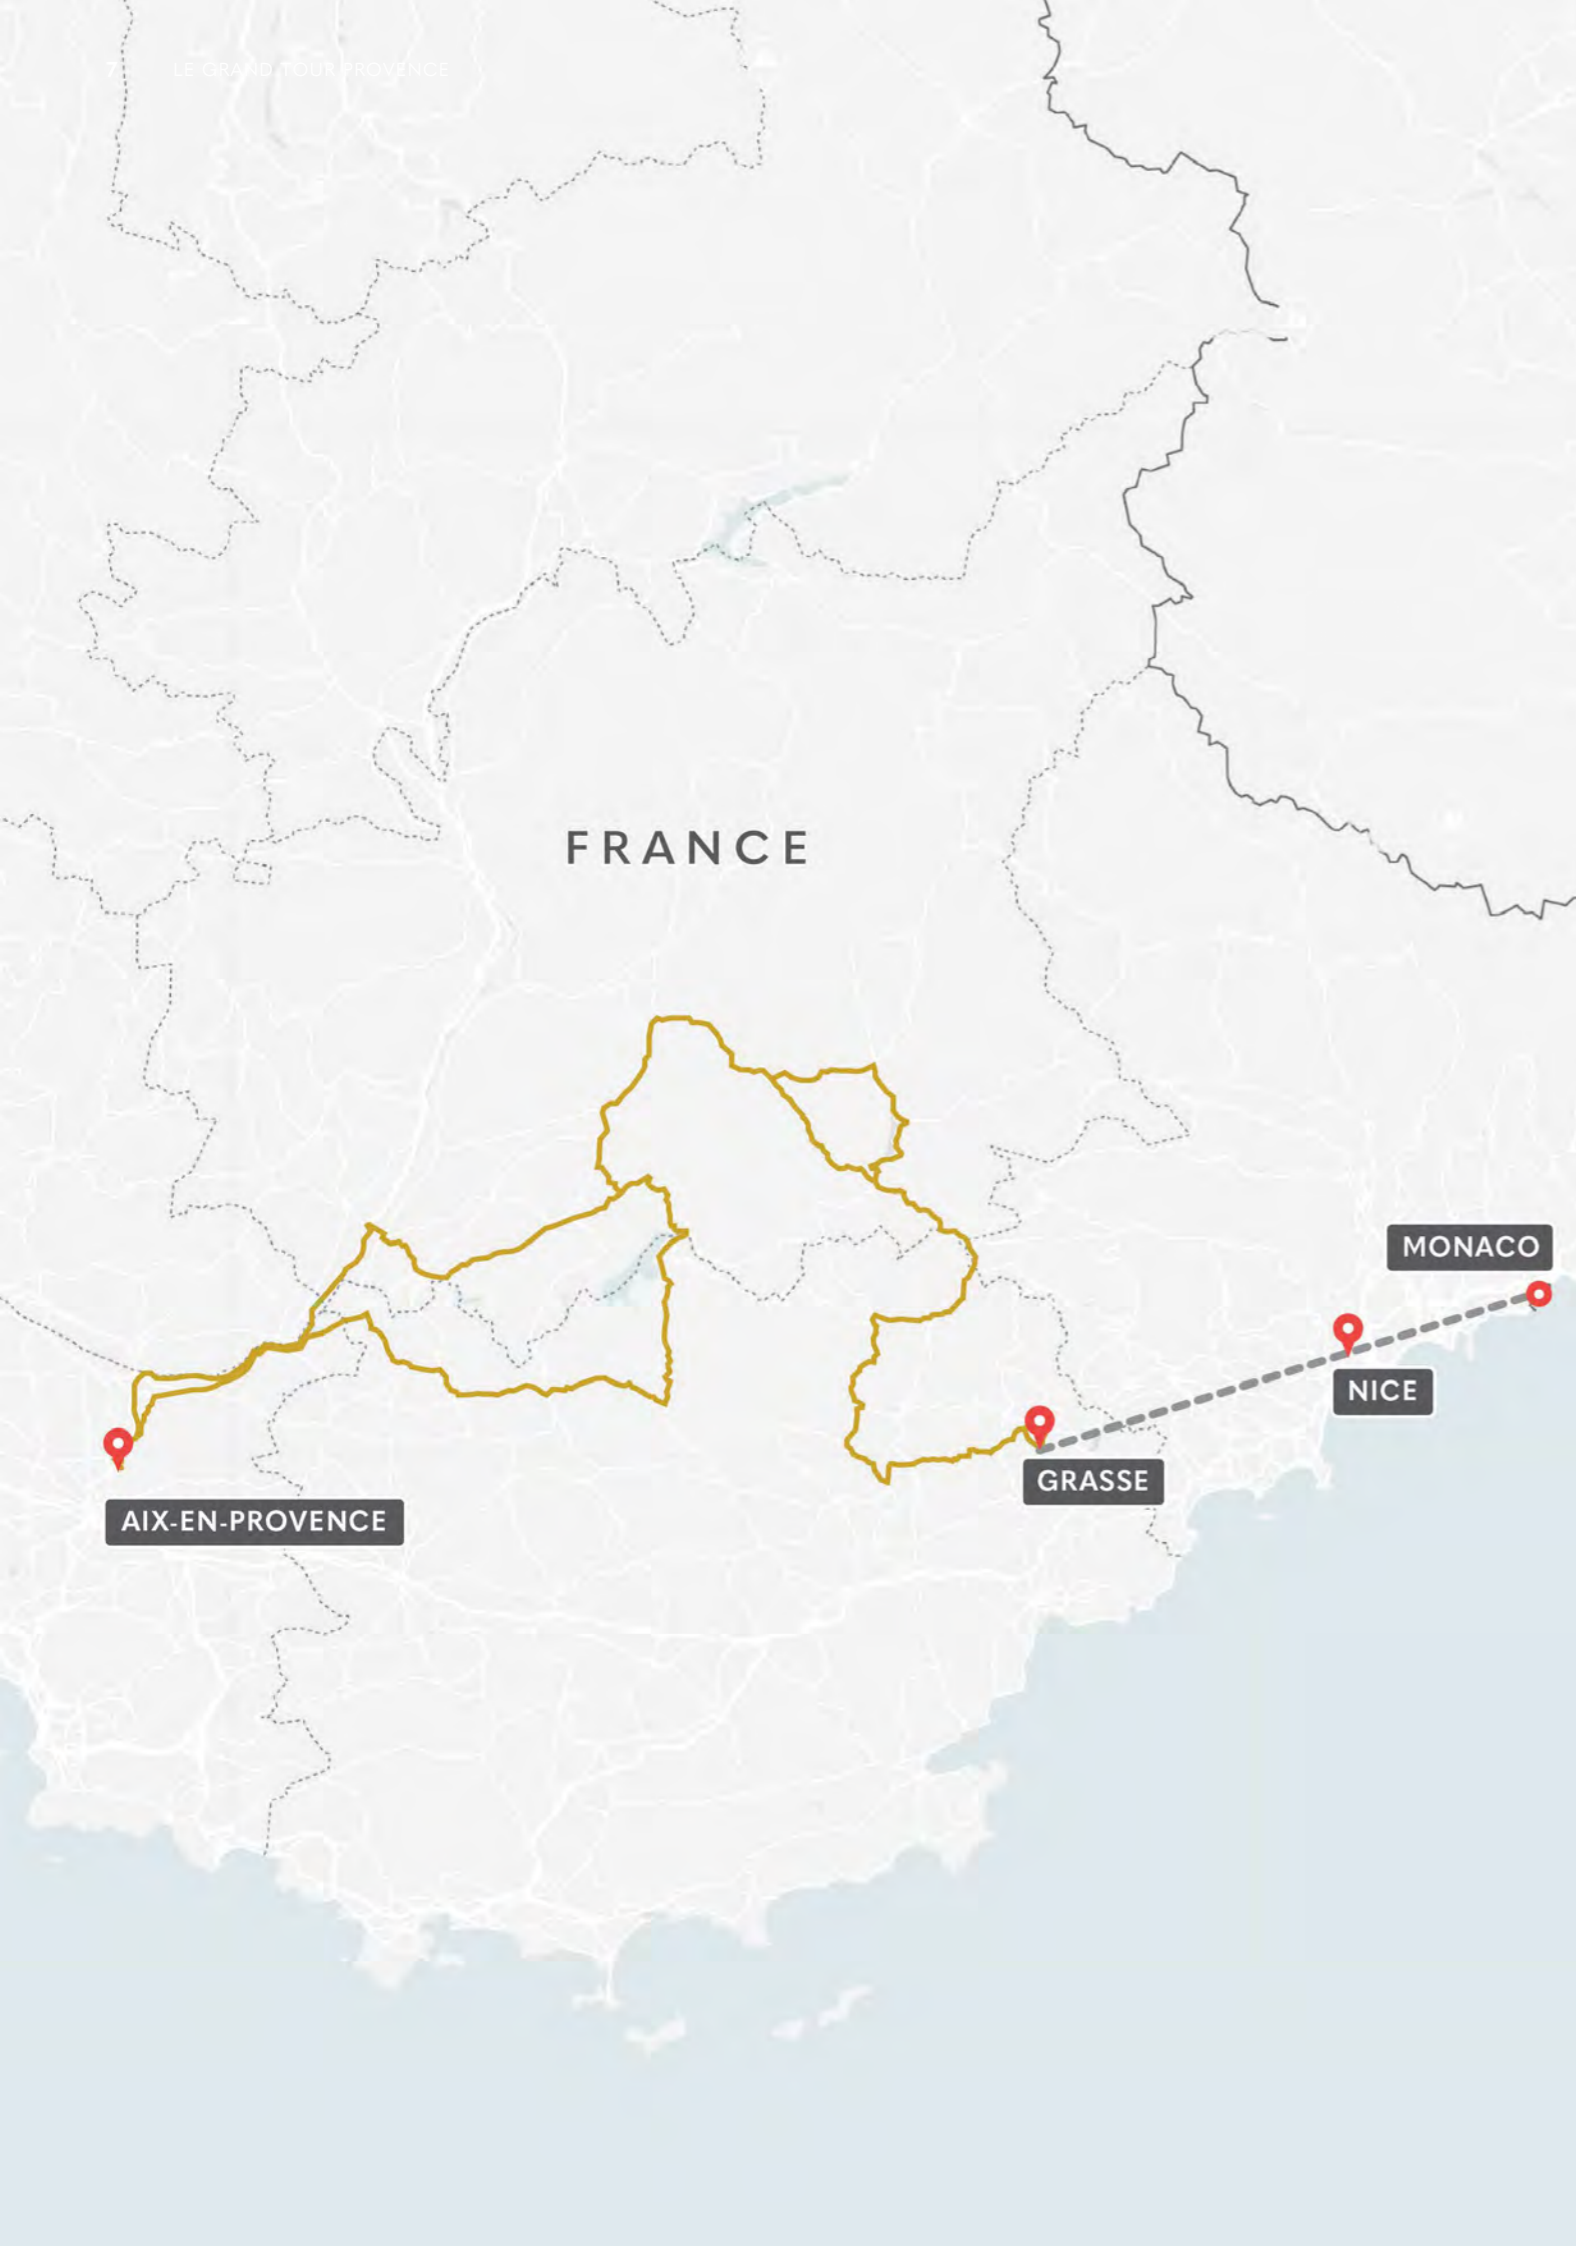 7 LE GRAND TOUR PROVENCE
FRANCE
MONACO
NICE
GRASSE
AIX-EN-PROVENCE